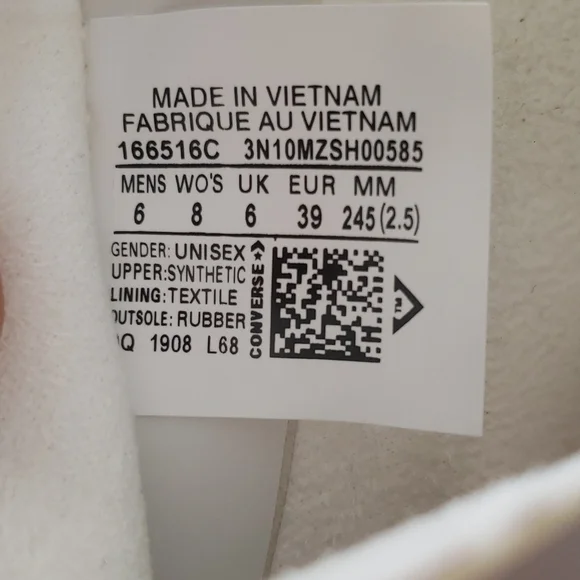 MADE IN VIETNAM
FABRIQUE AU VIETNAM
166516C 3N10MZSH00585
MENS WO'S UK EUR MM
6 8 6 39 245(2.5)
GENDER: UNISEX
UPPER:SYNTHETIC
LINING:TEXTILE
OUTSOLE: RUBBER
1908 L68
CONVERSE
TM